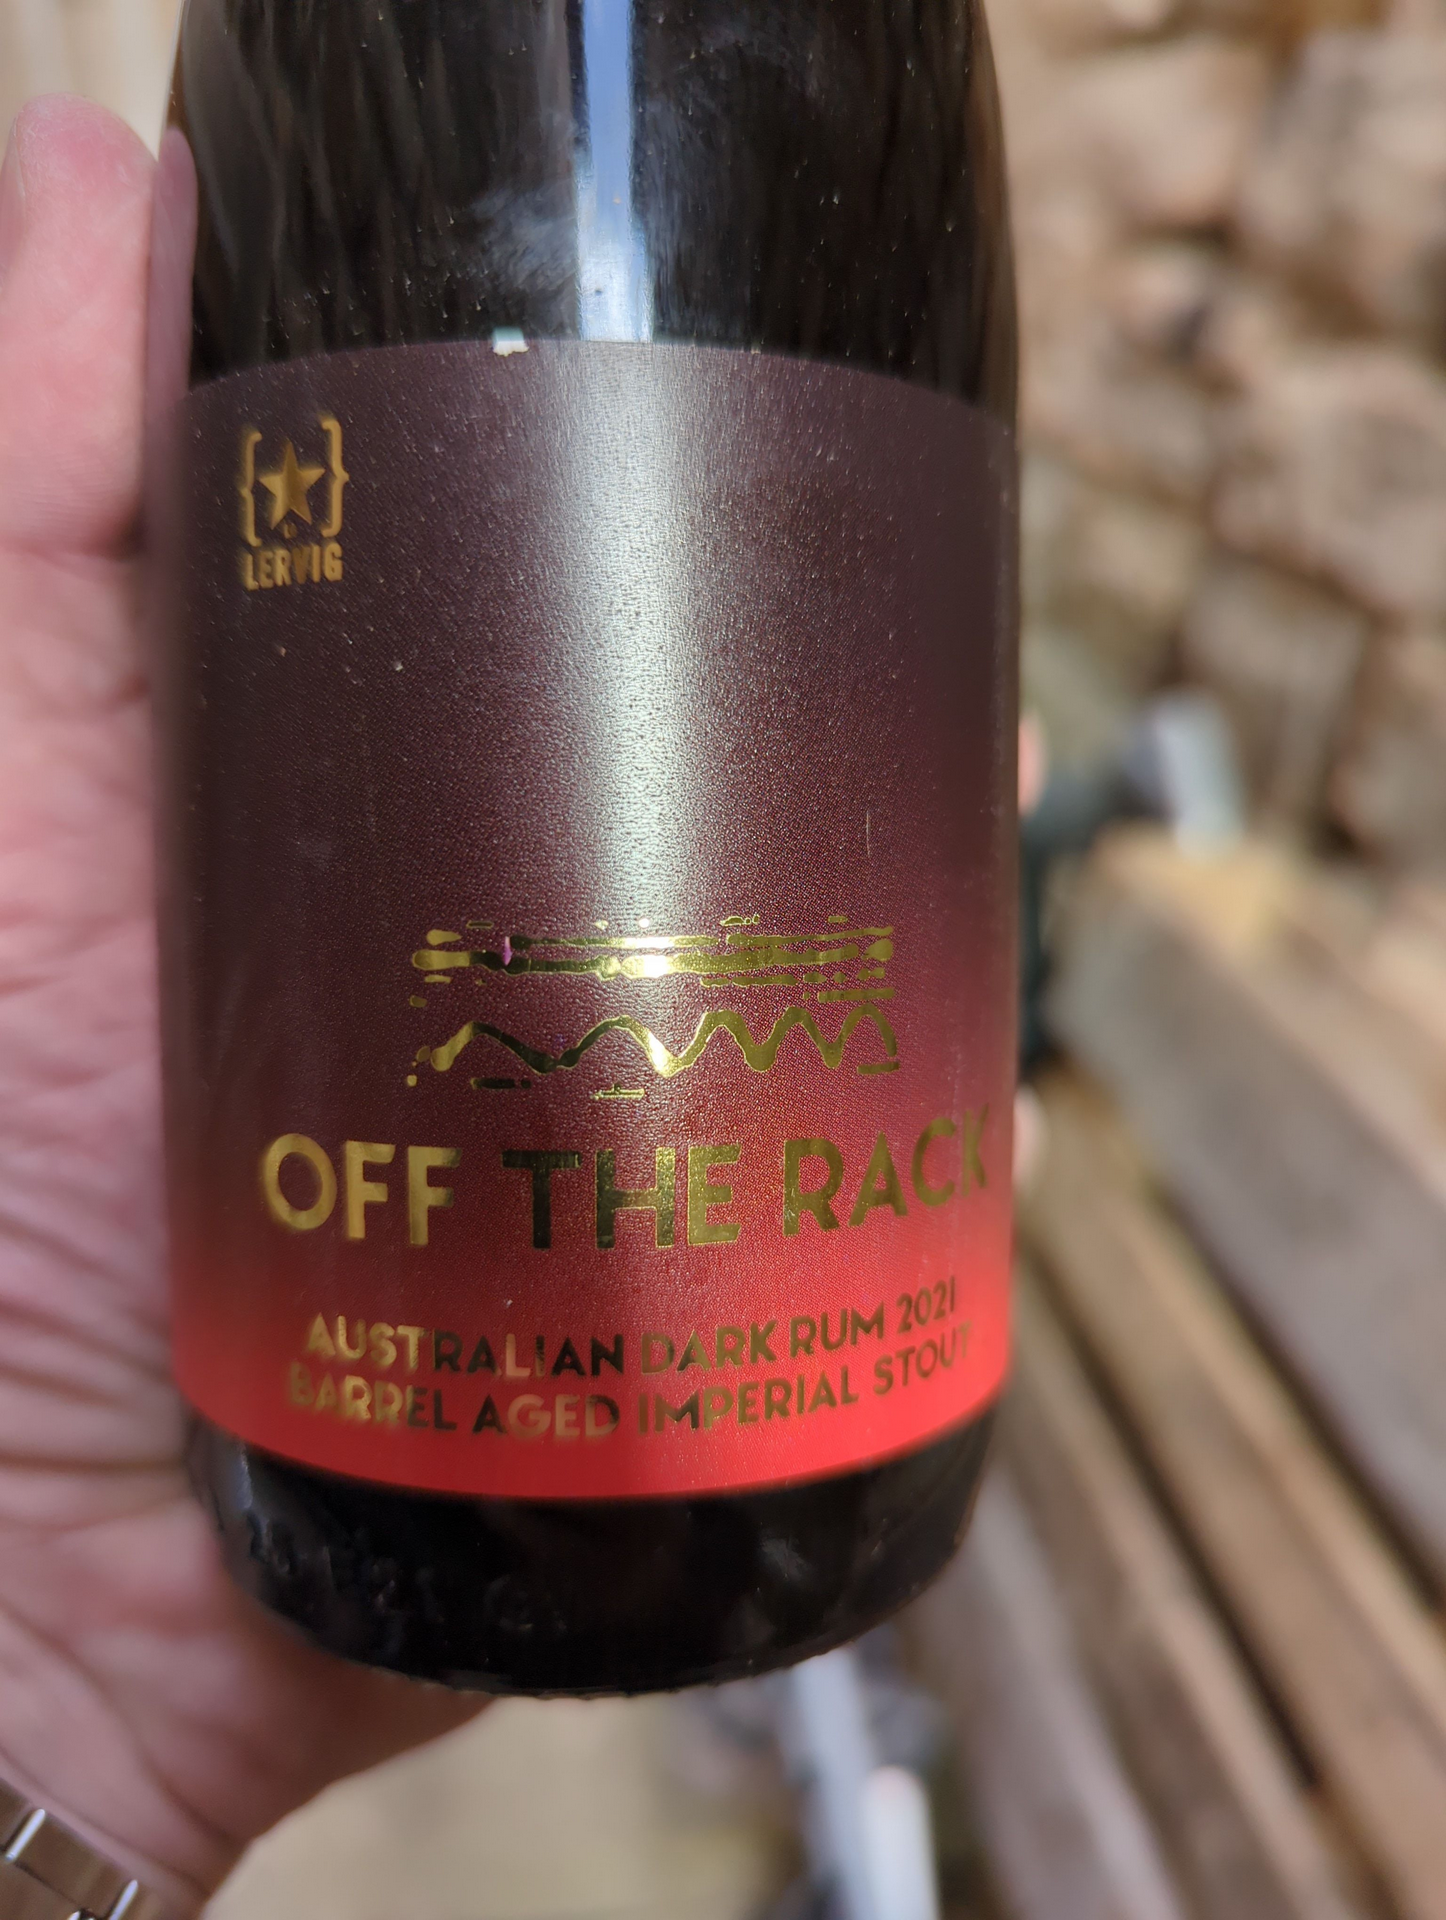 LERVIG
OFF THE RACK
AUSTRALIAN DARK RUM 2021
BARREL AGED IMPERIAL STOUT